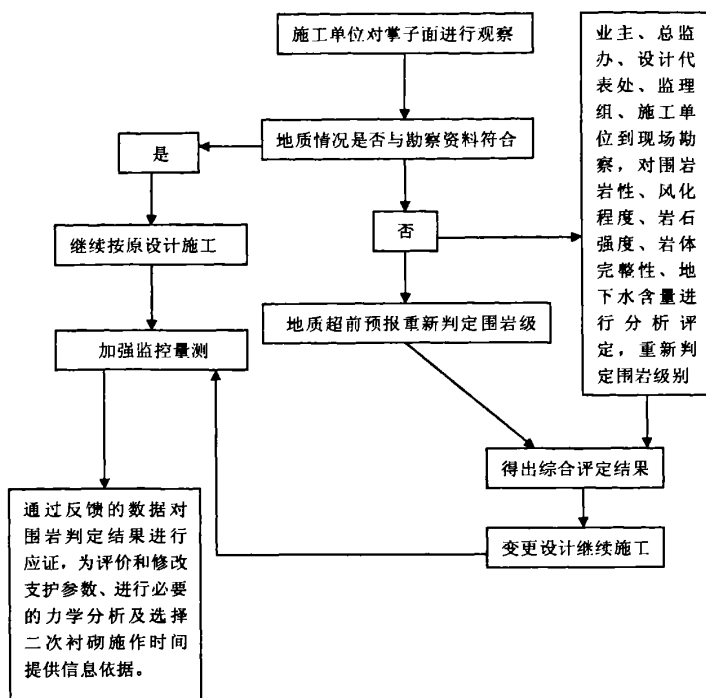 施工单位对掌子面进行观察
业主、总监
办、设计代
表处、监理
组、施工单
位到现场勘
察，对围岩
岩性、风化
程度、岩石
强度、岩体
完整性、地
下水含量进
行分析评
定，重新判
定围岩级别
地质情况是否与勘察资料符合
是
否
继续按原设计施工
地质超前预报重新判定围岩级
加强监控量测
得出综合评定结果
变更设计继续施工
通过反馈的数据对
围岩判定结果进行
应证，为评价和修改
支护参数、进行必要
的力学分析及选择
二次衬砌施作时间
提供信息依据。